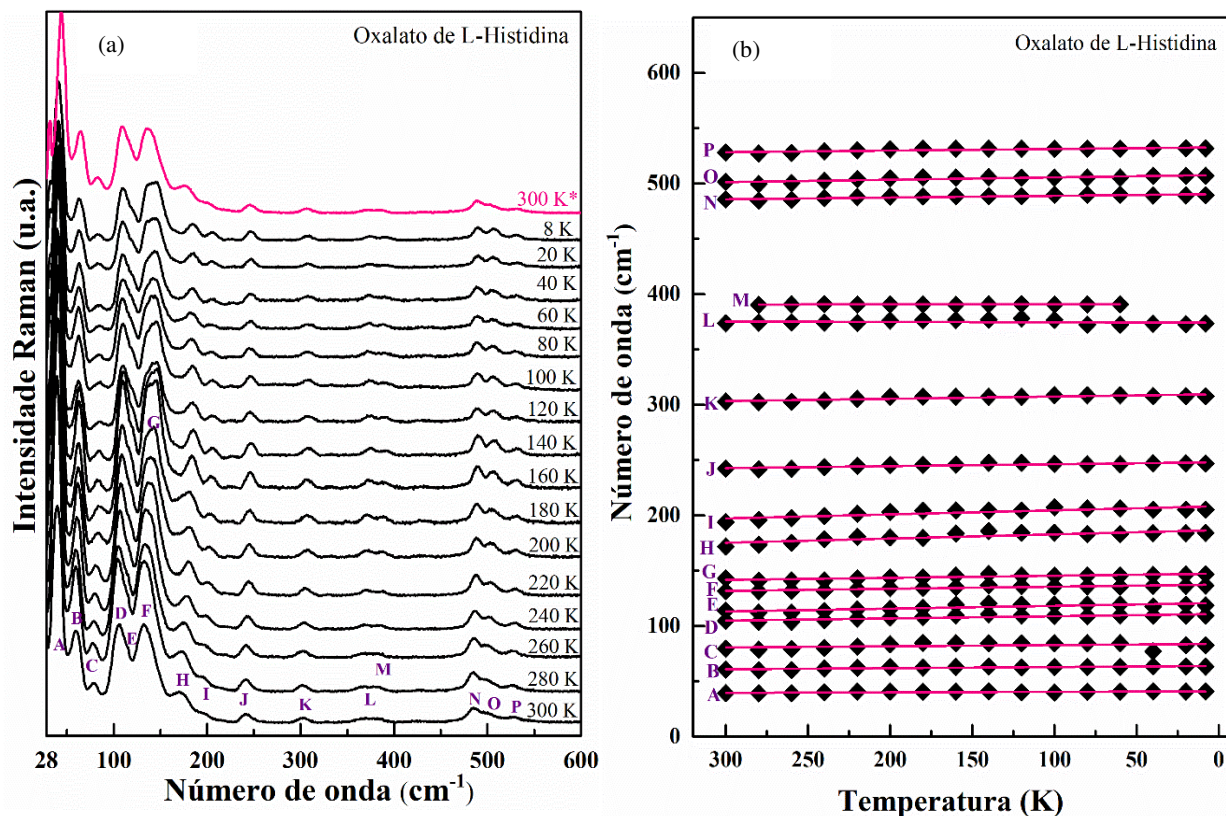 (a)
Oxalato de L-Histidina
Intensidade Raman (u.a.)
300 K*
8 K
20 K
40 K
60 K
80 K
100 K
120 K
G
140 K
160 K
180 K
200 K
220 K
240 K
260 K
280 K
300 K
A
B
C
D
E
F
H
I
J
K
L
M
N
O
P
28 100 200 300 400 500 600
Número de onda (cm⁻¹)
(b)
Oxalato de L-Histidina
Número de onda (cm⁻¹)
600
500
400
300
200
100
0
P
O
N
M
L
K
J
I
H
G
F
E
D
C
B
A
300 250 200 150 100 50 0
Temperatura (K)